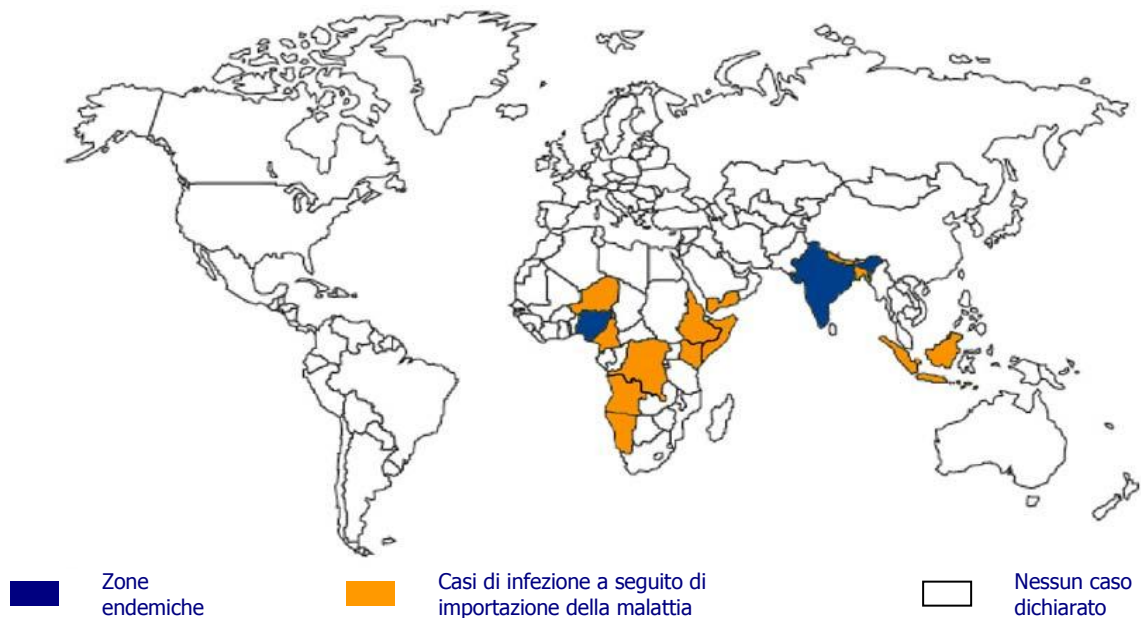 Zone
endemiche
Casi di infezione a seguito di
importazione della malattia
Nessun caso
dichiarato